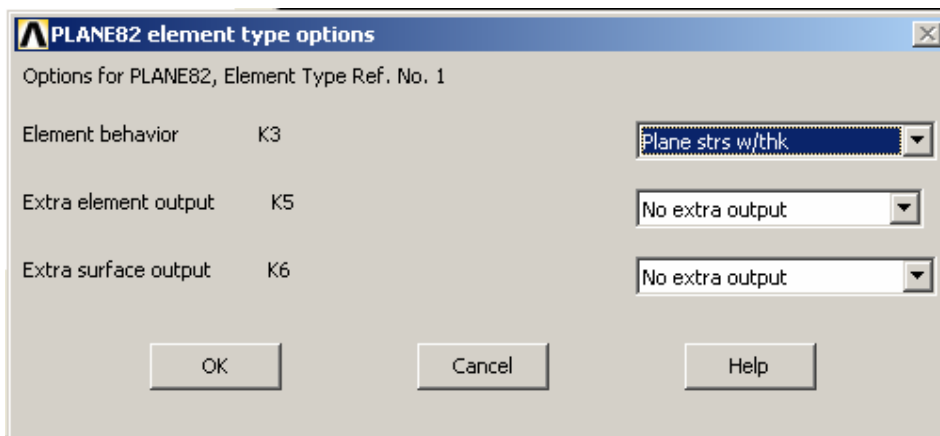 PLANE82 element type options
Options for PLANE82, Element Type Ref. No. 1
Element behavior K3 Plane strs w/thk
Extra element output K5 No extra output
Extra surface output K6 No extra output
OK Cancel Help